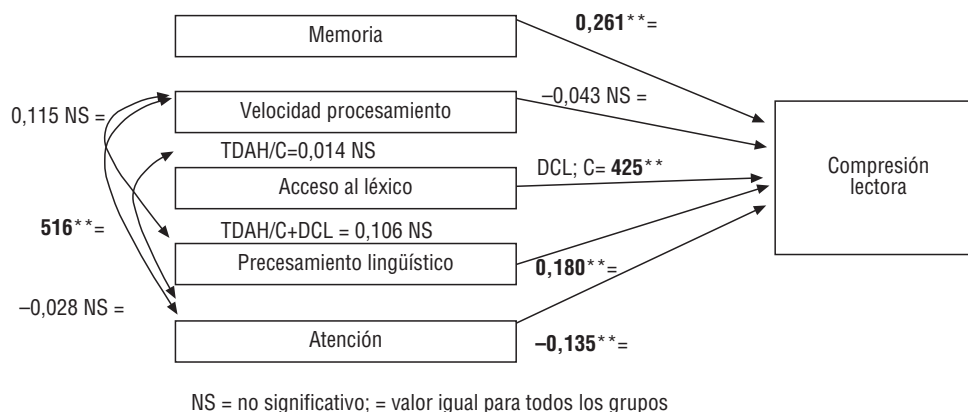 Memoria
0,261**=
Velocidad procesamiento
–0,043 NS =
0,115 NS =
TDAH/C=0,014 NS
Acceso al léxico
DCL; C= 425**
Compresión
lectora
516**=
TDAH/C+DCL = 0,106 NS
Precesamiento lingüístico
0,180**=
–0,028 NS =
Atención
–0,135**=
NS = no significativo; = valor igual para todos los grupos